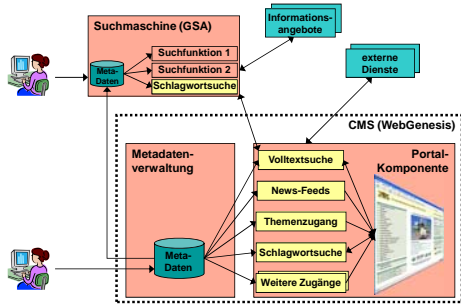 Suchmaschine (GSA)
Suchfunktion 1
Suchfunktion 2
Schlagwortsuche
Meta-
Daten
Informations-
angebote
externe
Dienste
CMS (WebGenesis)
Metadaten-
verwaltung
Meta-
Daten
Volltextsuche
News-Feeds
Themenzugang
Schlagwortsuche
Weitere Zugänge
Portal-
Komponente